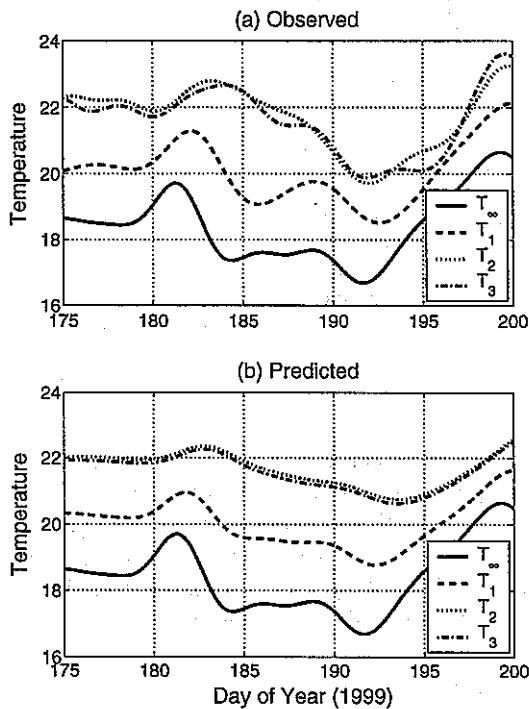 (a) Observed
Temperature
24
22
20
18
16
175
180
185
190
195
200
T∞
T1
T2
T3
(b) Predicted
Temperature
24
22
20
18
16
175
180
185
190
195
200
T∞
T1
T2
T3
Day of Year (1999)